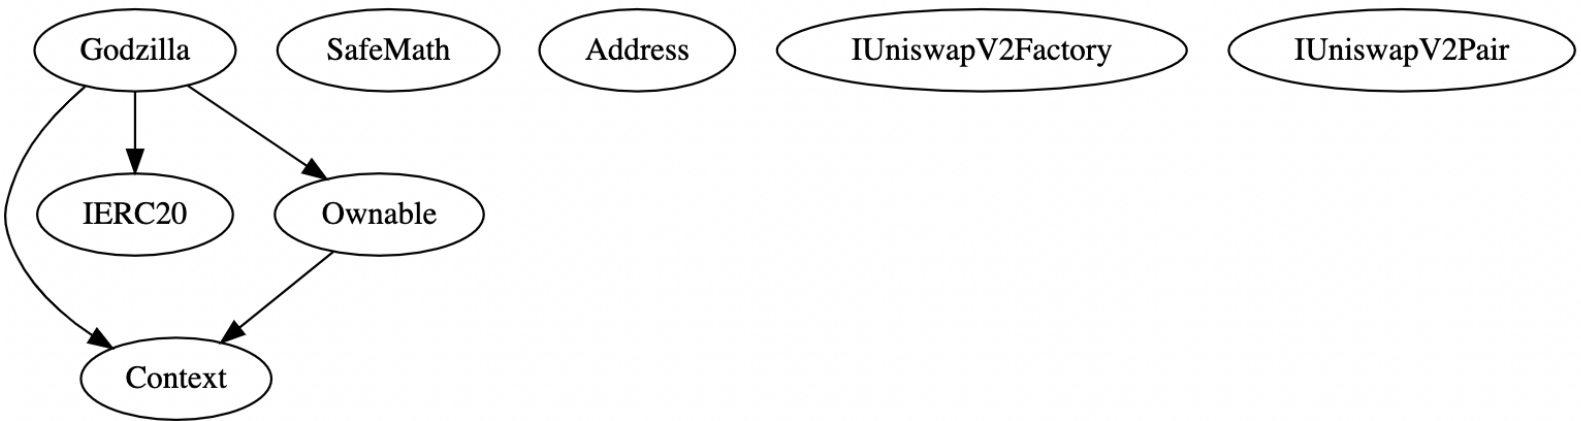 Godzilla
SafeMath
Address
IUniswapV2Factory
IUniswapV2Pair
IERC20
Ownable
Context